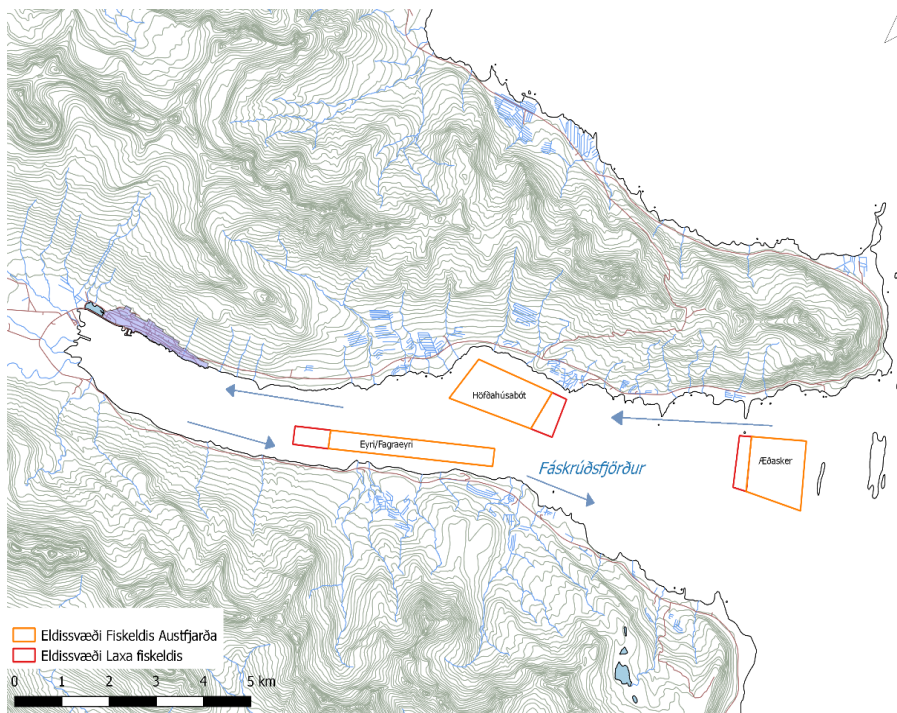 Höfðahúsabót
Eyri/Fagraeyri
Æðasker
Fáskrúðsfjörður
Eldissvæði Fiskeldis Austfjarða
Eldissvæði Laxa fiskeldis
0 1 2 3 4 5 km